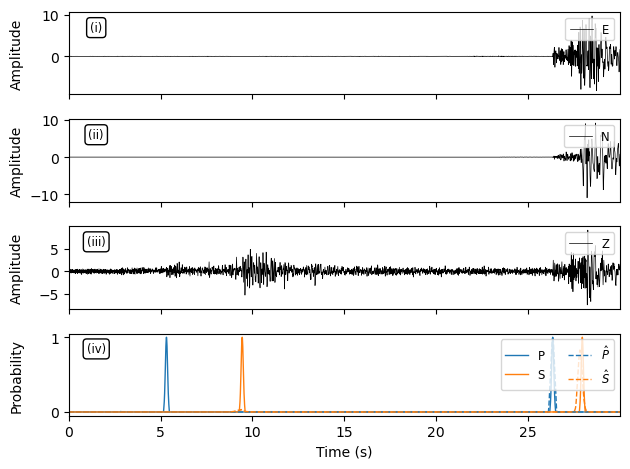 10
0
Amplitude
(i)
E
10
0
−10
Amplitude
(ii)
N
5
0
−5
Amplitude
(iii)
Z
1
0
Probability
(iv)
P
S
P̂
Ŝ
0 5 10 15 20 25
Time (s)